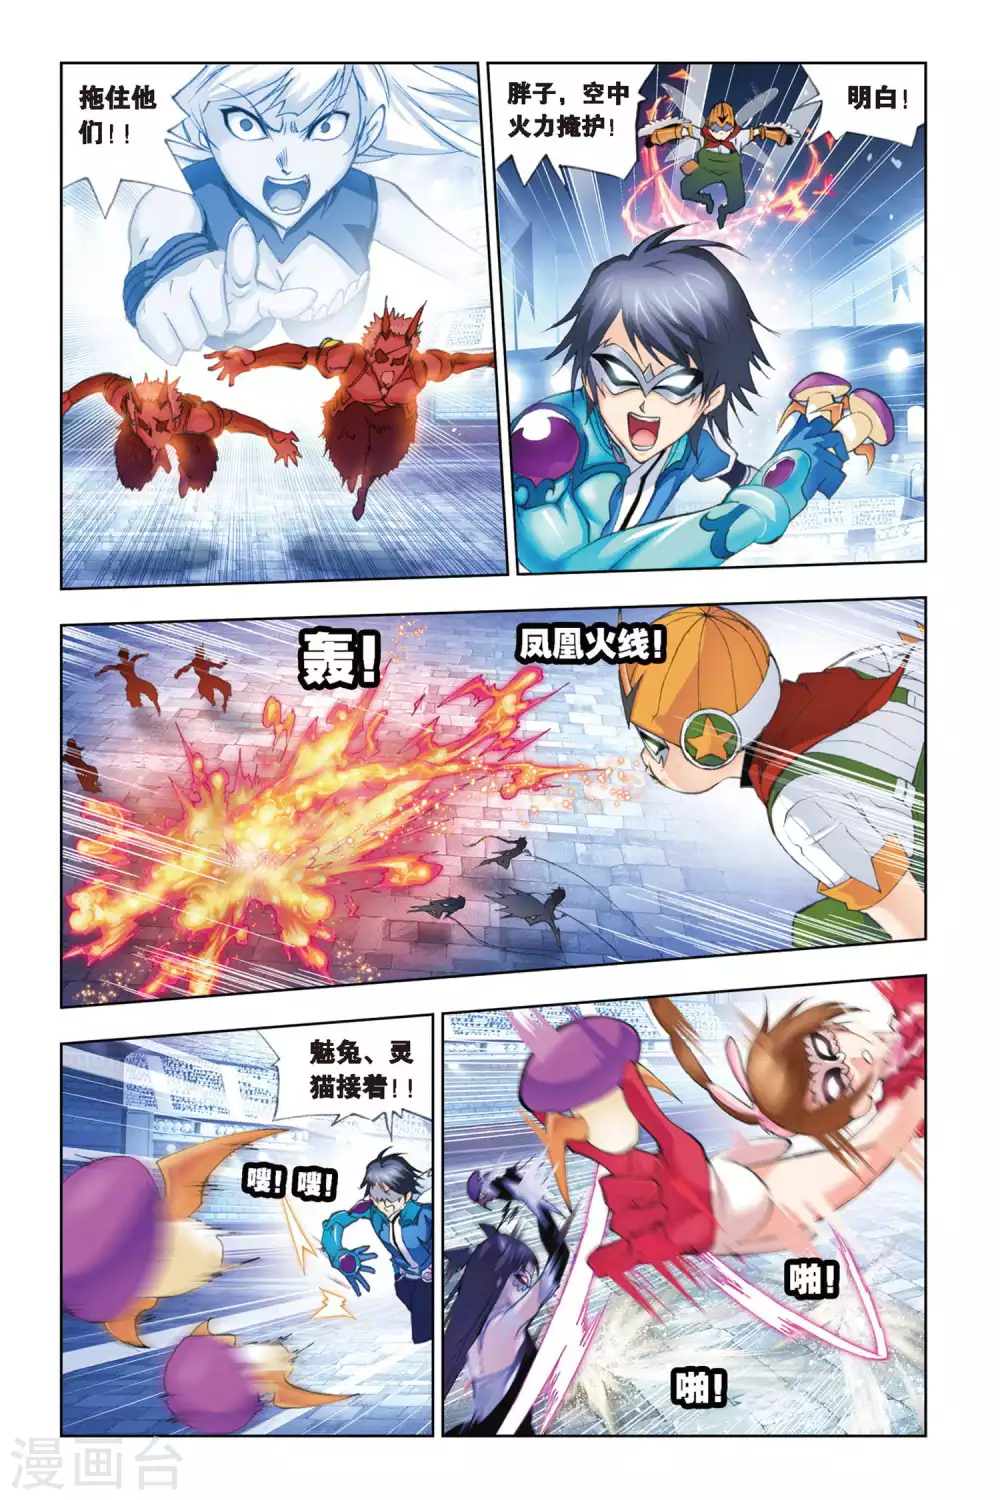 拖住他
们！！
胖子，空中
火力掩护！
明白！
轰！
凤凰火线！
魅兔、灵
猫接着！！
嗖！嗖！
啪！
啪！
漫画台